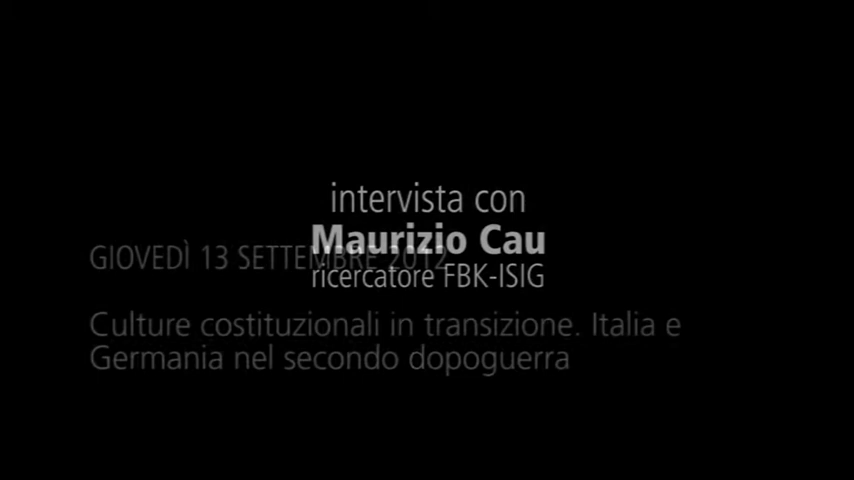 intervista con
Maurizio Cau
ricercatore FBK-ISIG
GIOVEDÌ 13 SETTEMBRE 2012
Culture costituzionali in transizione. Italia e
Germania nel secondo dopoguerra